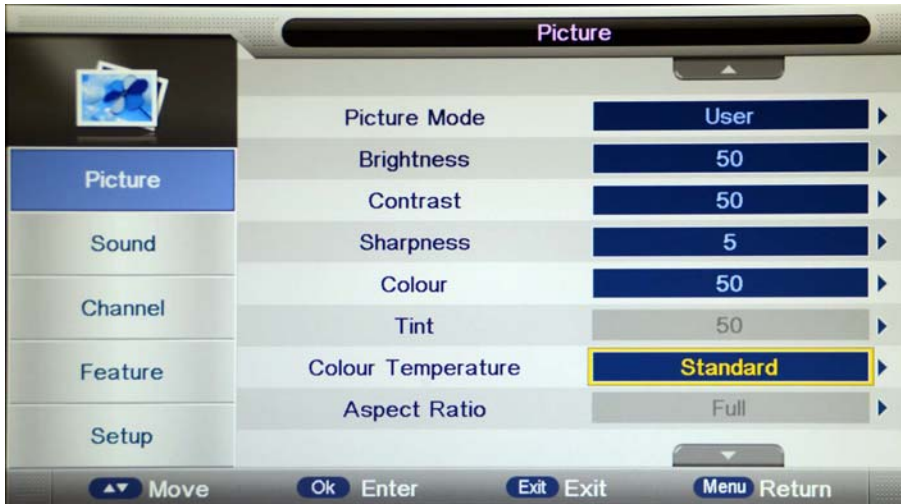 Picture
Picture Mode User
Brightness 50
Picture
Contrast 50
Sound
Sharpness 5
Colour 50
Channel
Tint 50
Feature
Colour Temperature Standard
Aspect Ratio Full
Setup
Move Ok Enter Exit Exit Menu Return